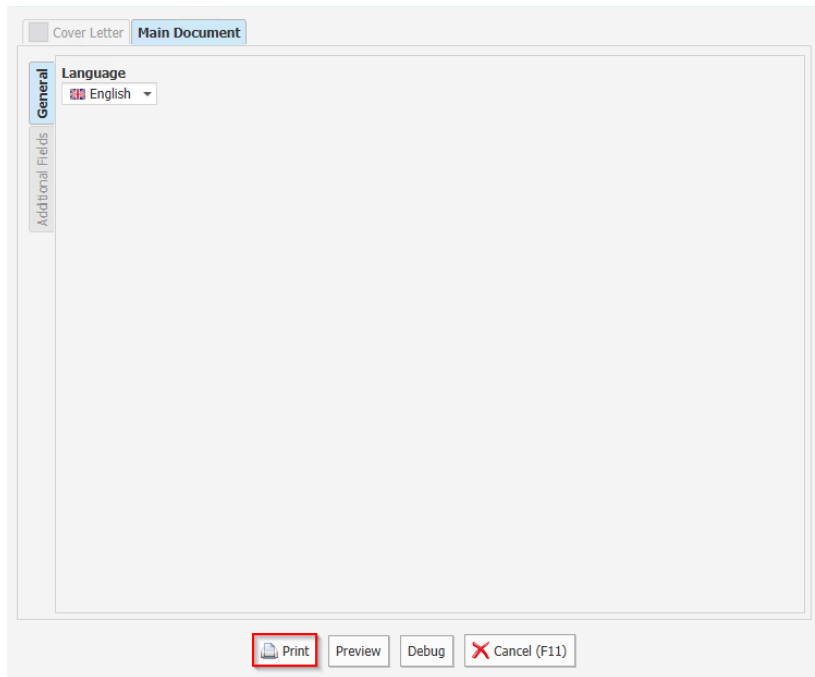 Cover Letter Main Document
General
Language
English
Additional Fields
Print Preview Debug Cancel (F11)